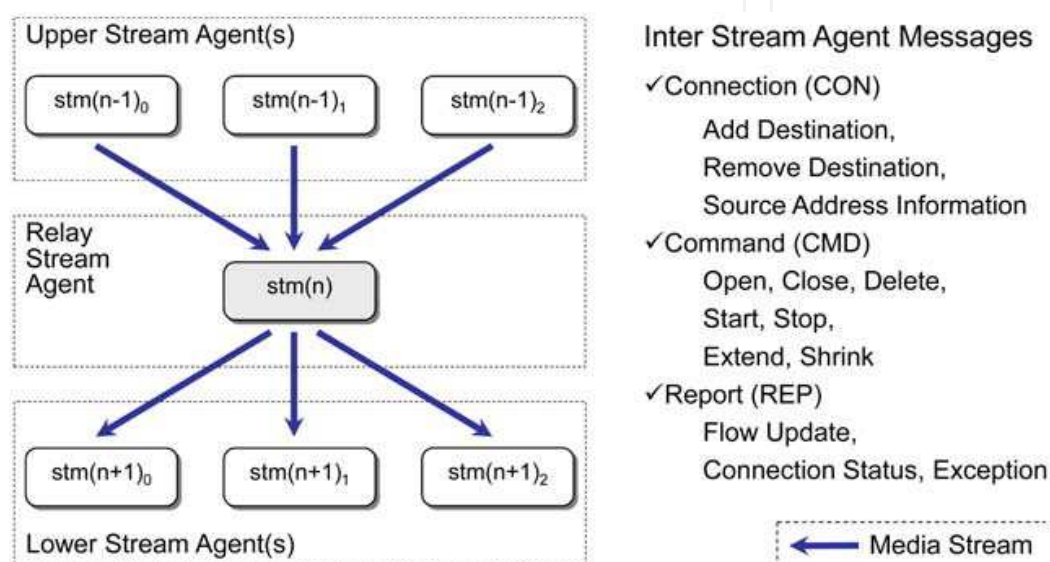 Upper Stream Agent(s)
stm(n-1)₀
stm(n-1)₁
stm(n-1)₂
Relay
Stream
Agent
stm(n)
stm(n+1)₀
stm(n+1)₁
stm(n+1)₂
Lower Stream Agent(s)
Inter Stream Agent Messages
✓Connection (CON)
Add Destination,
Remove Destination,
Source Address Information
✓Command (CMD)
Open, Close, Delete,
Start, Stop,
Extend, Shrink
✓Report (REP)
Flow Update,
Connection Status, Exception
Media Stream